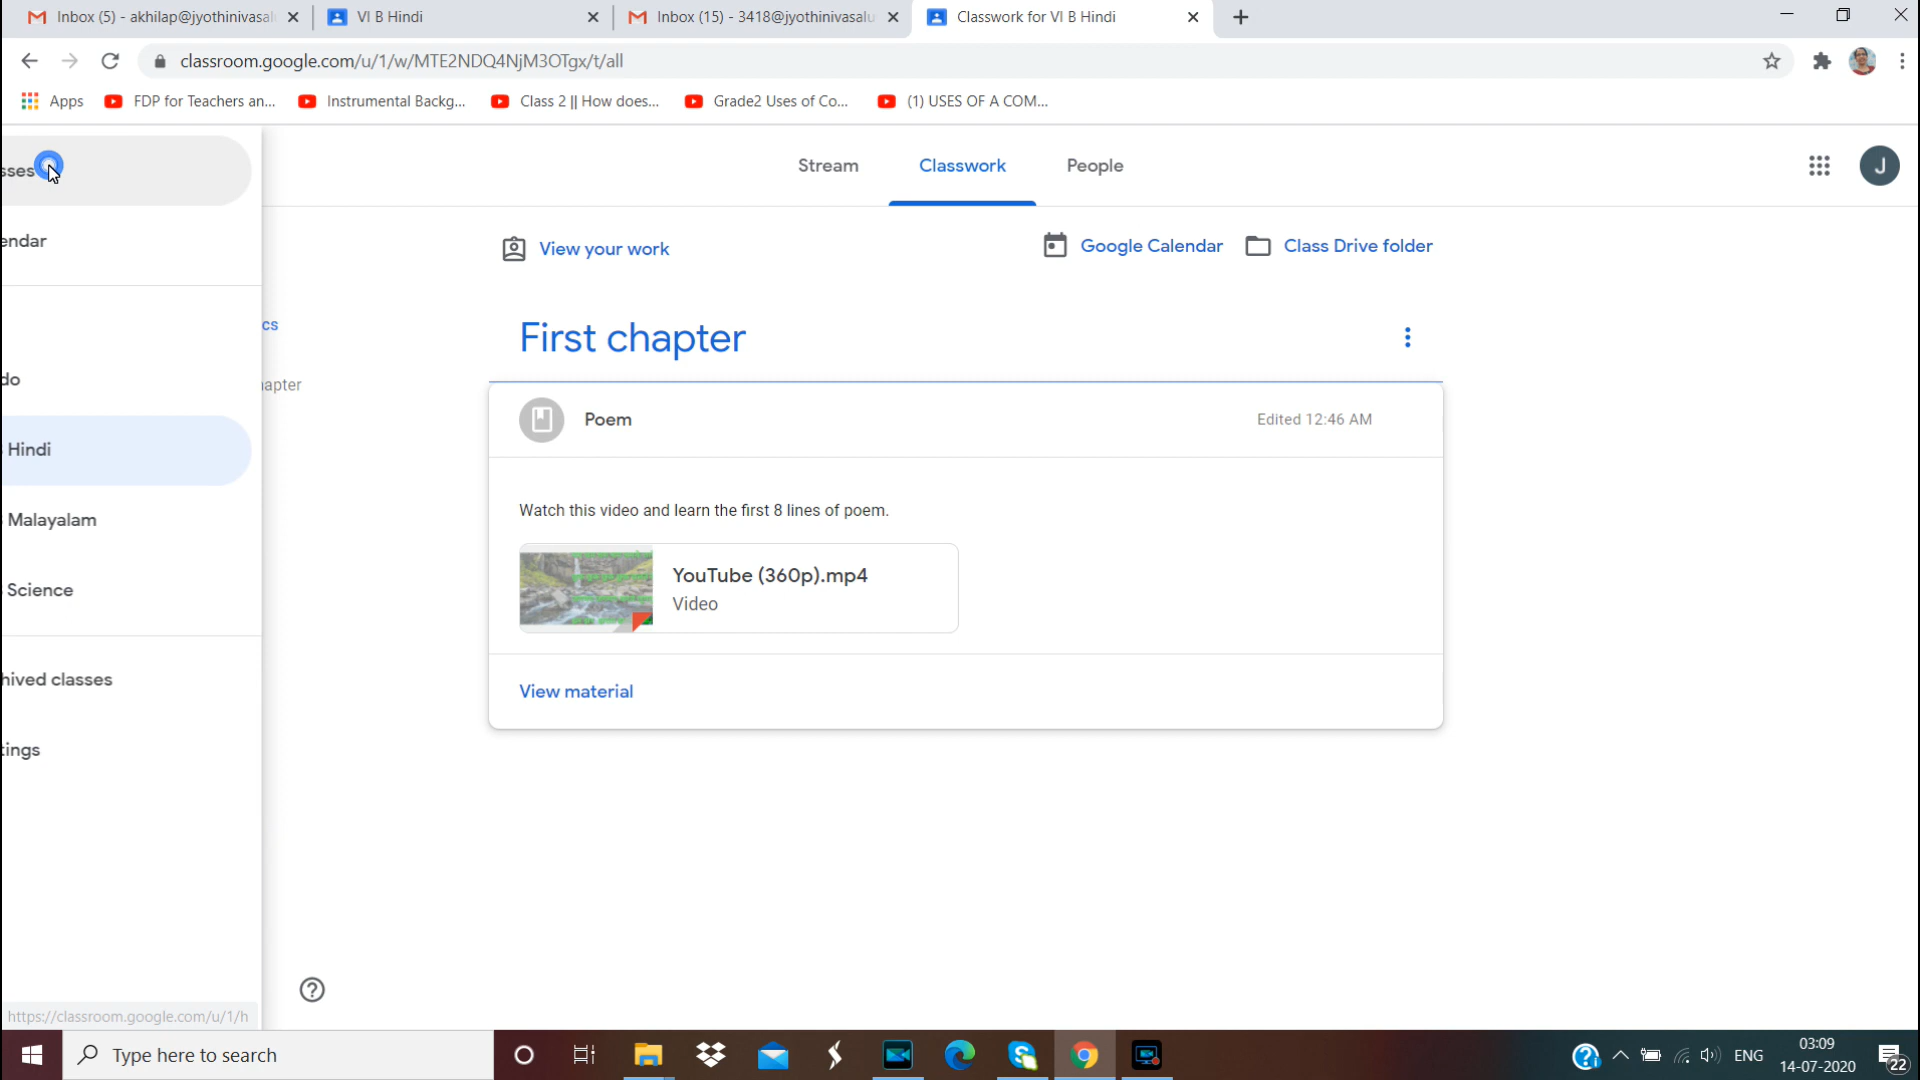 Inbox (5) - akhilap@jyothinivasalu
VI B Hindi
Inbox (15) - 3418@jyothinivasalu
Classwork for VI B Hindi
classroom.google.com/u/1/w/MTE2NDQ4NjM3OTgx/t/all
Apps
FDP for Teachers an...
Instrumental Backg...
Class 2 || How does...
Grade2 Uses of Co...
(1) USES OF A COM...
sses
Stream
Classwork
People
J
endar
View your work
Google Calendar
Class Drive folder
cs
First chapter
do
hapter
Poem
Edited 12:46 AM
Hindi
Malayalam
Watch this video and learn the first 8 lines of poem.
Science
YouTube (360p).mp4
Video
hived classes
View material
tings
https://classroom.google.com/u/1/h
Type here to search
ENG
03:09
14-07-2020
22